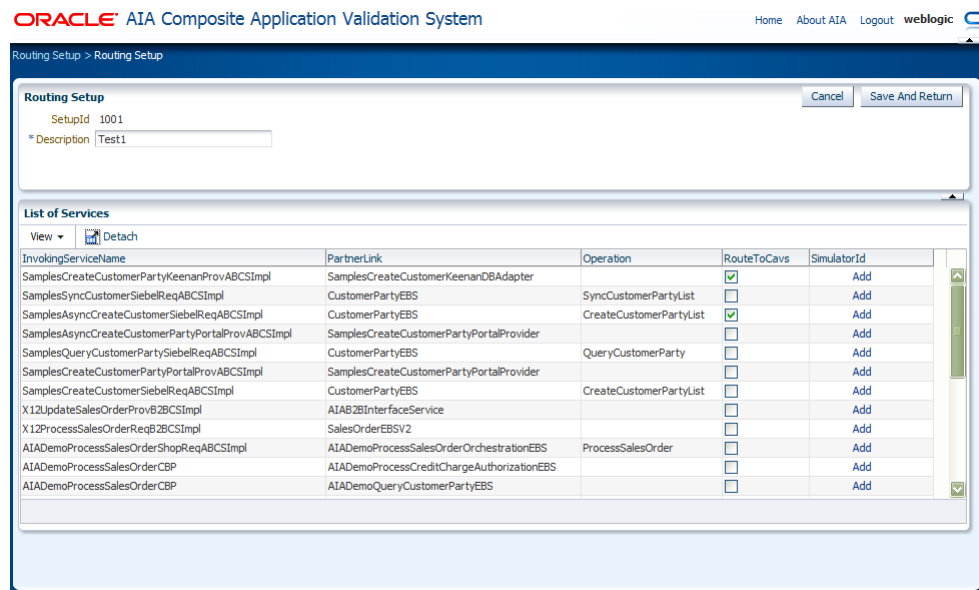 ORACLE AIA Composite Application Validation System
Home About AIA Logout weblogic
Routing Setup > Routing Setup
Routing Setup
Cancel Save And Return
SetupId 1001
* Description Test1
List of Services
View Detach
InvokingServiceName PartnerLink Operation RouteToCavs SimulatorId
SamplesCreateCustomerPartyKeenanProvABCSImpl SamplesCreateCustomerKeenanDBAdapter Add
SamplesSyncCustomerSiebelReqABCSImpl CustomerPartyEBS SyncCustomerPartyList Add
SamplesAsyncCreateCustomerSiebelReqABCSImpl CustomerPartyEBS CreateCustomerPartyList Add
SamplesAsyncCreateCustomerPartyPortalProvABCSImpl SamplesCreateCustomerPartyPortalProvider Add
SamplesQueryCustomerPartySiebelReqABCSImpl CustomerPartyEBS QueryCustomerParty Add
SamplesCreateCustomerPartyPortalProvABCSImpl SamplesCreateCustomerPartyPortalProvider Add
SamplesCreateCustomerSiebelReqABCSImpl CustomerPartyEBS CreateCustomerPartyList Add
X12UpdateSalesOrderProvB2BCSImpl AIAB2BInterfaceService Add
X12ProcessSalesOrderReqB2BCSImpl SalesOrderEBSV2 Add
AIADemoProcessSalesOrderShopReqABCSImpl AIADemoProcessSalesOrderOrchestrationEBS ProcessSalesOrder Add
AIADemoProcessSalesOrderCBP AIADemoProcessCreditChargeAuthorizationEBS Add
AIADemoProcessSalesOrderCBP AIADemoQueryCustomerPartyEBS Add